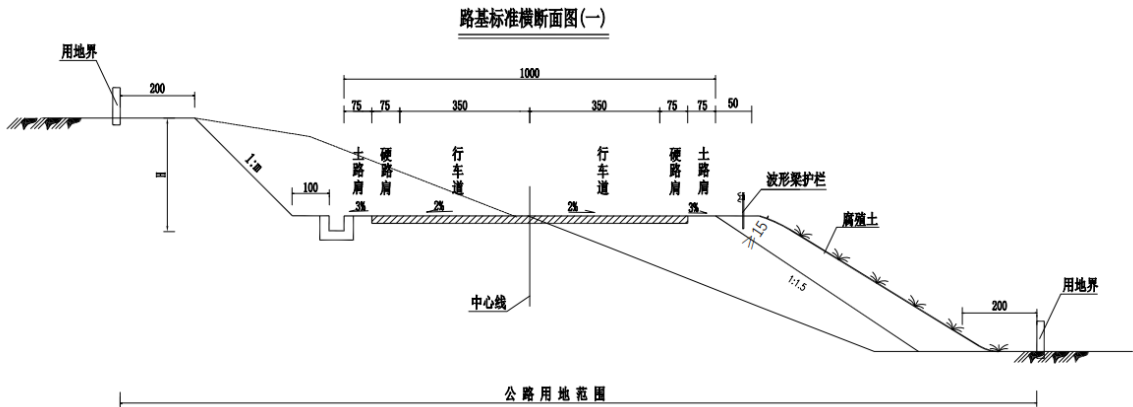 路基标准横断面图(一)
用地界
200
1000
75
75
350
350
75
75
50
1:m
H
100
土路肩
硬路肩
行车道
行车道
硬路肩
土路肩
波形梁护栏
3%
2%
2%
3%
15
腐殖土
1:1.5
中心线
200
用地界
公路用地范围